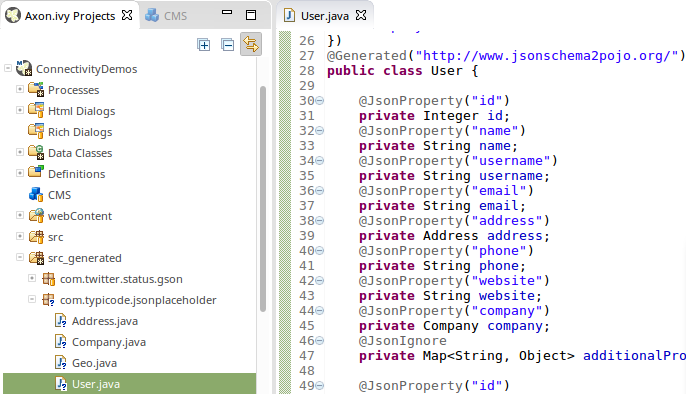 Axon.ivy Projects
CMS
ConnectivityDemos
Processes
Html Dialogs
Rich Dialogs
Data Classes
Definitions
CMS
webContent
src
src_generated
com.twitter.status.gson
com.typicode.jsonplaceholder
Address.java
Company.java
Geo.java
User.java
User.java
26 })
27 @Generated("http://www.jsonschema2pojo.org/")
28 public class User {
29
30 @JsonProperty("id")
31 private Integer id;
32 @JsonProperty("name")
33 private String name;
34 @JsonProperty("username")
35 private String username;
36 @JsonProperty("email")
37 private String email;
38 @JsonProperty("address")
39 private Address address;
40 @JsonProperty("phone")
41 private String phone;
42 @JsonProperty("website")
43 private String website;
44 @JsonProperty("company")
45 private Company company;
46 @JsonIgnore
47 private Map<String, Object> additionalPro
48
49 @JsonProperty("id")